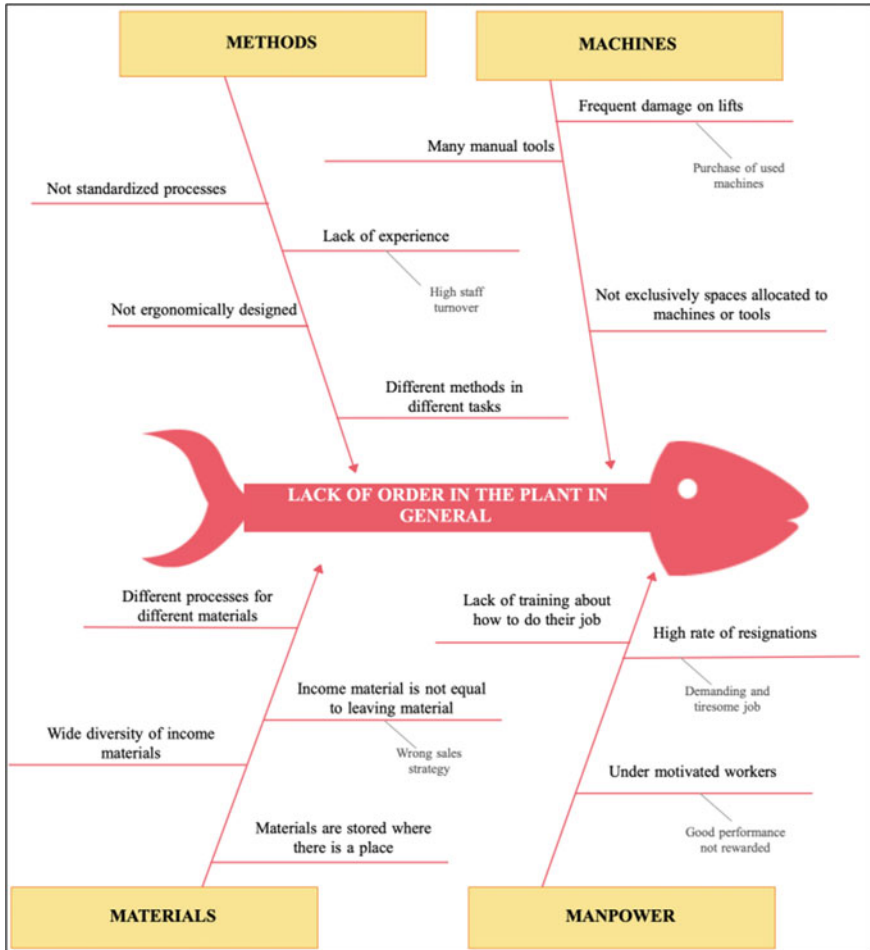 METHODS
MACHINES
Frequent damage on lifts
Many manual tools
Purchase of used
machines
Not standardized processes
Lack of experience
High staff
turnover
Not ergonomically designed
Not exclusively spaces allocated to
machines or tools
Different methods in
different tasks
LACK OF ORDER IN THE PLANT IN
GENERAL
Different processes for
different materials
Lack of training about
how to do their job
High rate of resignations
Demanding and
tiresome job
Income material is not equal
to leaving material
Wrong sales
strategy
Wide diversity of income
materials
Under motivated workers
Good performance
not rewarded
Materials are stored where
there is a place
MATERIALS
MANPOWER